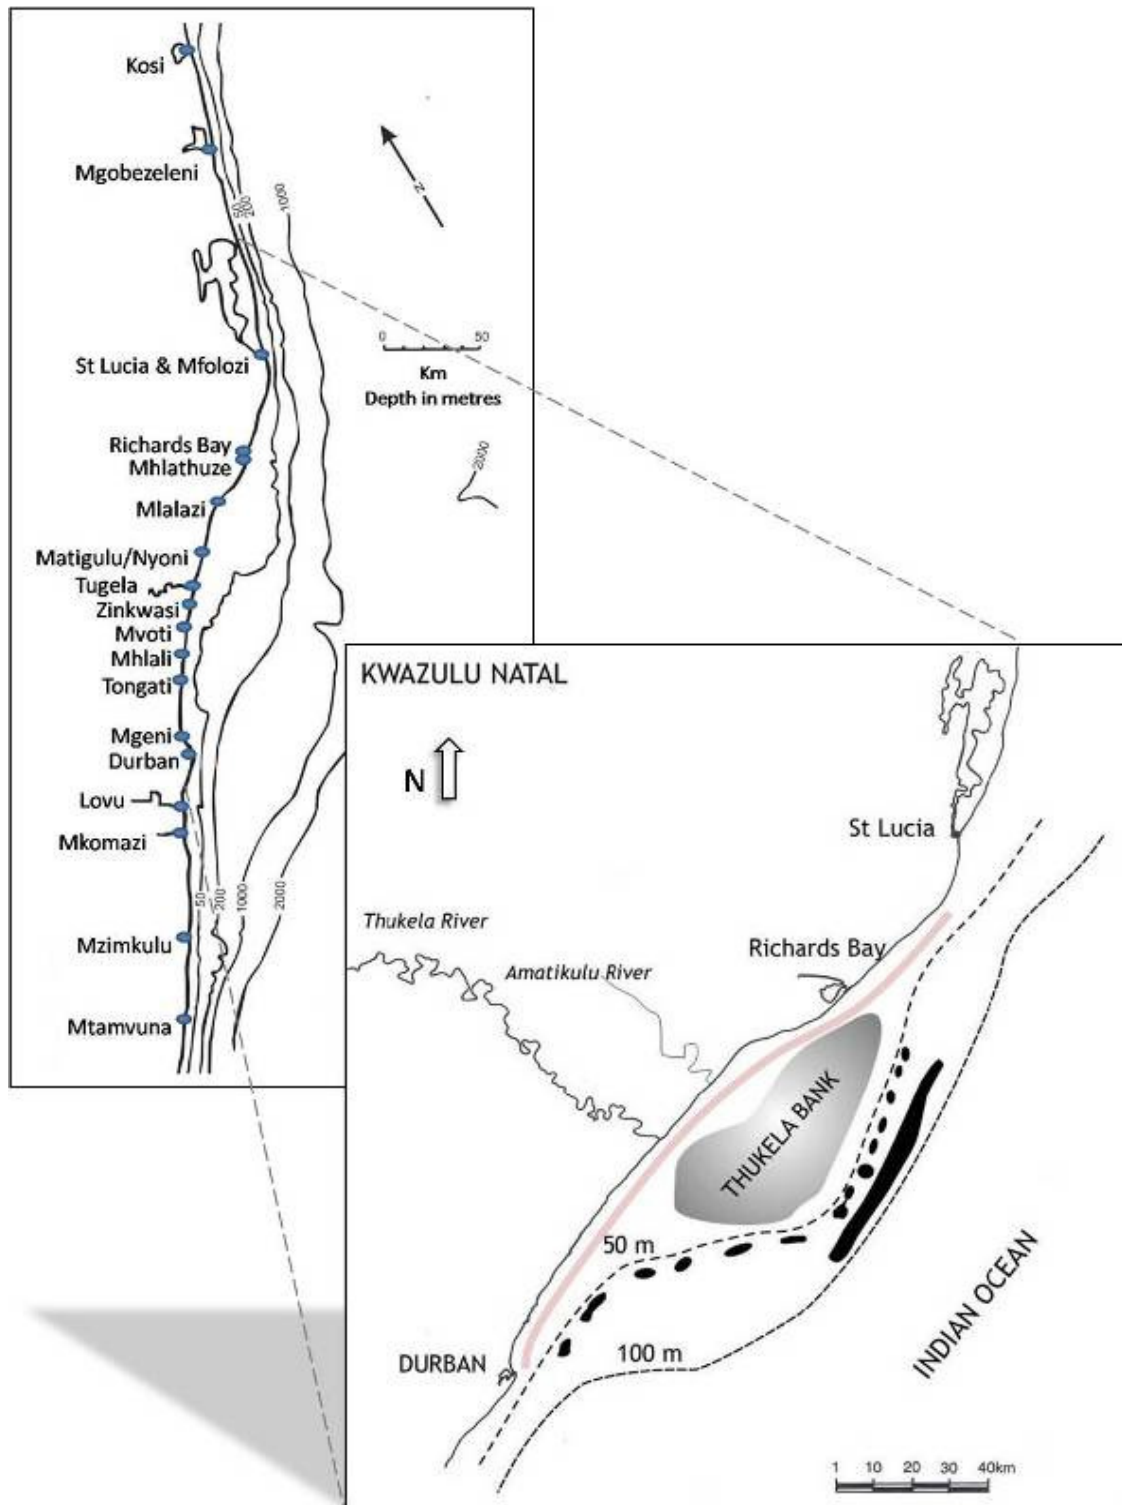 Kosi
Mgobezeleni
N
50
200
1000
St Lucia & Mfolozi
0 50
Km
Depth in metres
Richards Bay
Mhlathuze
2000
Mlalazi
Matigulu/Nyoni
Tugela
Zinkwasi
Mvoti
Mhlali
Tongati
Mgeni
Durban
Lovu
Mkomazi
50
200
1000
2000
Mzimkulu
Mtamvuna
KWAZULU NATAL
N
St Lucia
Thukela River
Richards Bay
Amatikulu River
THUKELA BANK
50 m
INDIAN OCEAN
100 m
DURBAN
1 10 20 30 40km